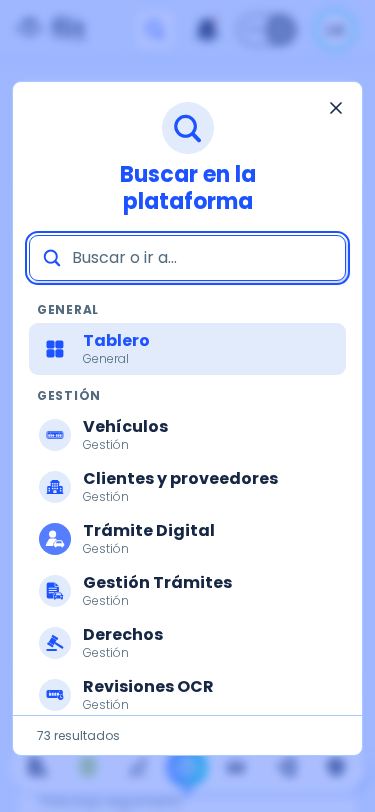 Buscar en la
plataforma
Buscar o ir a...
GENERAL
Tablero
General
GESTIÓN
Vehículos
Gestión
Clientes y proveedores
Gestión
Trámite Digital
Gestión
Gestión Trámites
Gestión
Derechos
Gestión
Revisiones OCR
Gestión
73 resultados